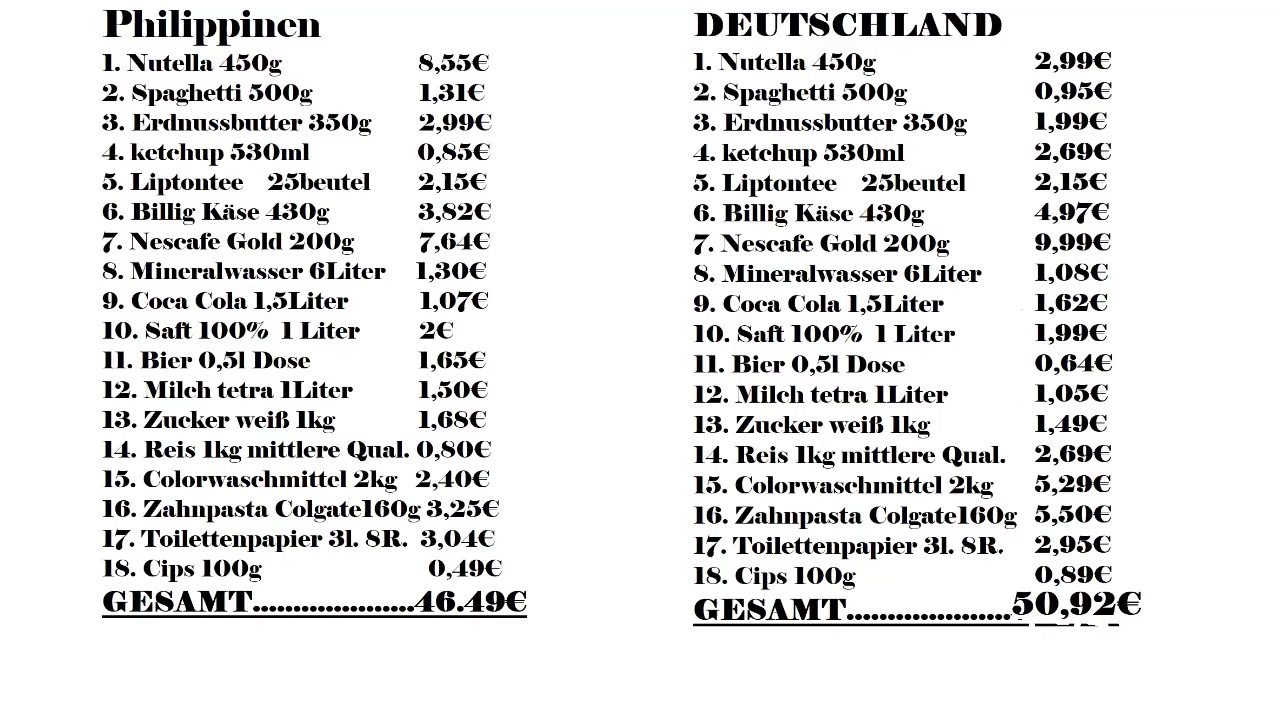 Philippinen
1. Nutella 450g 8,55€
2. Spaghetti 500g 1,31€
3. Erdnussbutter 350g 2,99€
4. ketchup 530ml 0,85€
5. Liptontee 25beutel 2,15€
6. Billig Käse 430g 3,82€
7. Nescafe Gold 200g 7,64€
8. Mineralwasser 6Liter 1,30€
9. Coca Cola 1,5Liter 1,07€
10. Saft 100% 1 Liter 2€
11. Bier 0,5l Dose 1,65€
12. Milch tetra 1Liter 1,50€
13. Zucker weiß 1kg 1,68€
14. Reis 1kg mittlere Qual. 0,80€
15. Colorwaschmittel 2kg 2,40€
16. Zahnpasta Colgate160g 3,25€
17. Toilettenpapier 3l. 8R. 3,04€
18. Cips 100g 0,49€
GESAMT....................46.49€
DEUTSCHLAND
1. Nutella 450g 2,99€
2. Spaghetti 500g 0,95€
3. Erdnussbutter 350g 1,99€
4. ketchup 530ml 2,69€
5. Liptontee 25beutel 2,15€
6. Billig Käse 430g 4,97€
7. Nescafe Gold 200g 9,99€
8. Mineralwasser 6Liter 1,08€
9. Coca Cola 1,5Liter 1,62€
10. Saft 100% 1 Liter 1,99€
11. Bier 0,5l Dose 0,64€
12. Milch tetra 1Liter 1,05€
13. Zucker weiß 1kg 1,49€
14. Reis 1kg mittlere Qual. 2,69€
15. Colorwaschmittel 2kg 5,29€
16. Zahnpasta Colgate160g 5,50€
17. Toilettenpapier 3l. 8R. 2,95€
18. Cips 100g 0,89€
GESAMT....................50,92€